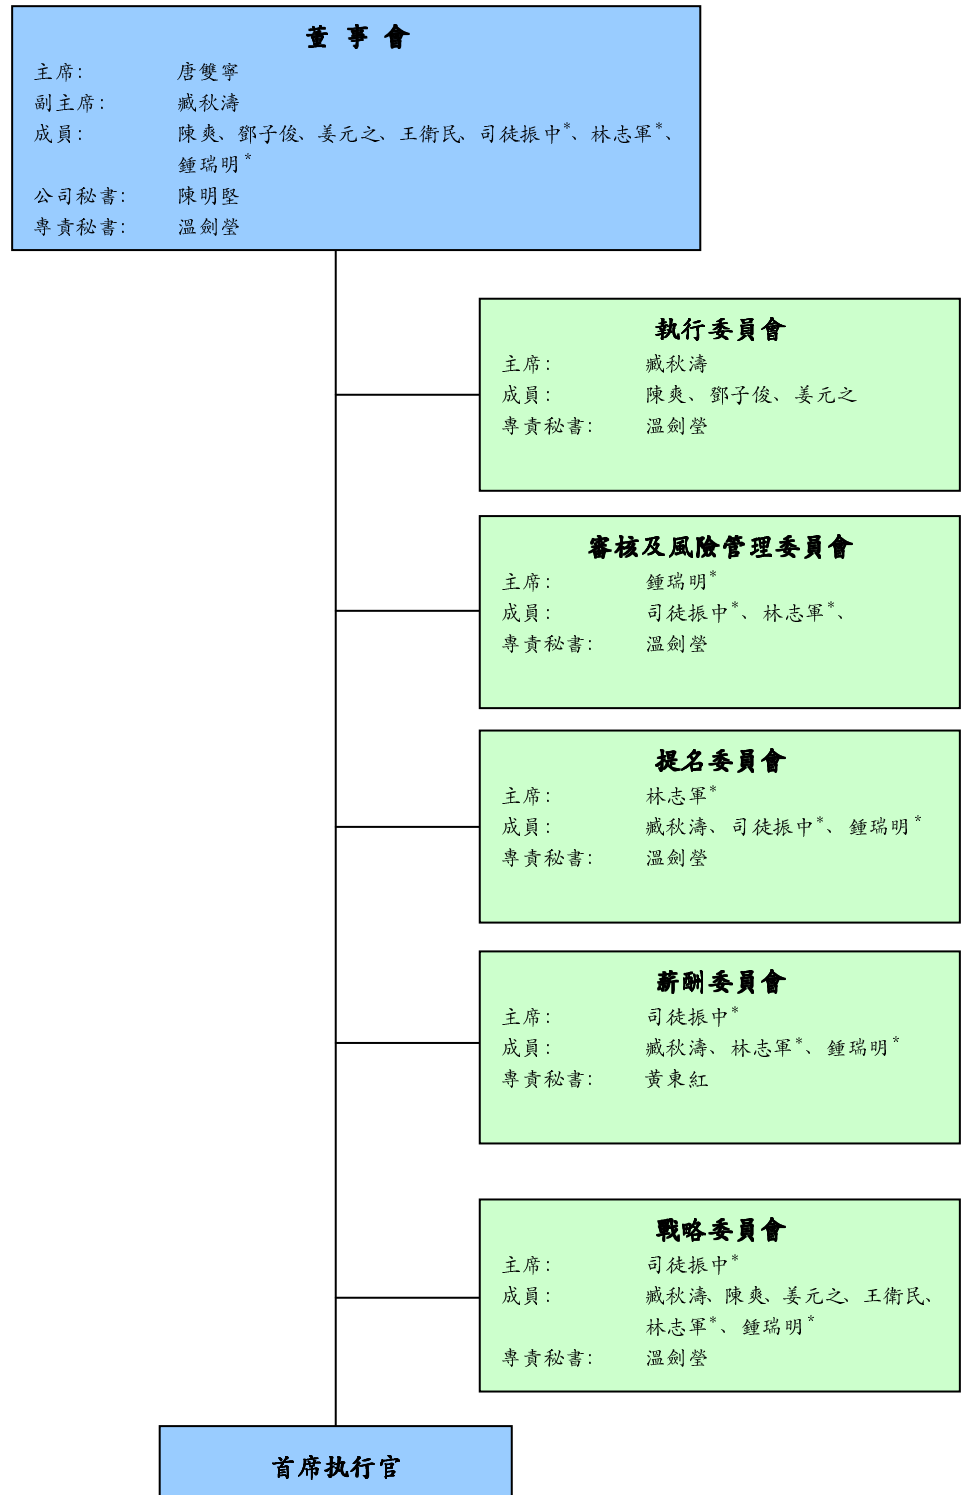 董 事 會
主席： 唐雙寧
副主席： 臧秋濤
成員： 陳爽、鄧子俊、姜元之、王衛民、司徒振中*、林志軍*、
鍾瑞明*
公司秘書： 陳明堅
專責秘書： 溫劍瑩
執行委員會
主席： 臧秋濤
成員： 陳爽、鄧子俊、姜元之
專責秘書： 溫劍瑩
審核及風險管理委員會
主席： 鍾瑞明*
成員： 司徒振中*、林志軍*、
專責秘書： 溫劍瑩
提名委員會
主席： 林志軍*
成員： 臧秋濤、司徒振中*、鍾瑞明*
專責秘書： 溫劍瑩
薪酬委員會
主席： 司徒振中*
成員： 臧秋濤、林志軍*、鍾瑞明*
專責秘書： 黃東紅
戰略委員會
主席： 司徒振中*
成員： 臧秋濤、陳爽、姜元之、王衛民、
林志軍*、鍾瑞明*
專責秘書： 溫劍瑩
首席执行官